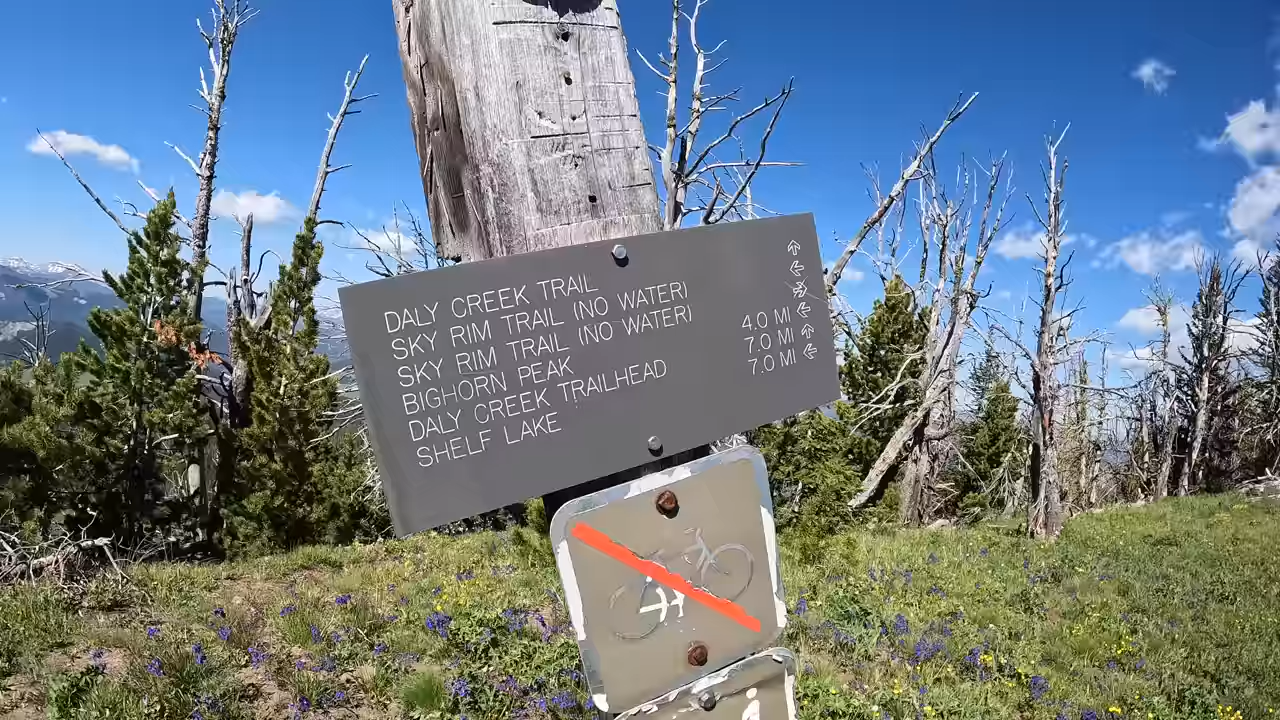 DALY CREEK TRAIL ↑
SKY RIM TRAIL (NO WATER) ←
SKY RIM TRAIL (NO WATER)
BIGHORN PEAK 4.0 MI ←
DALY CREEK TRAILHEAD 7.0 MI ↑
SHELF LAKE 7.0 MI ←